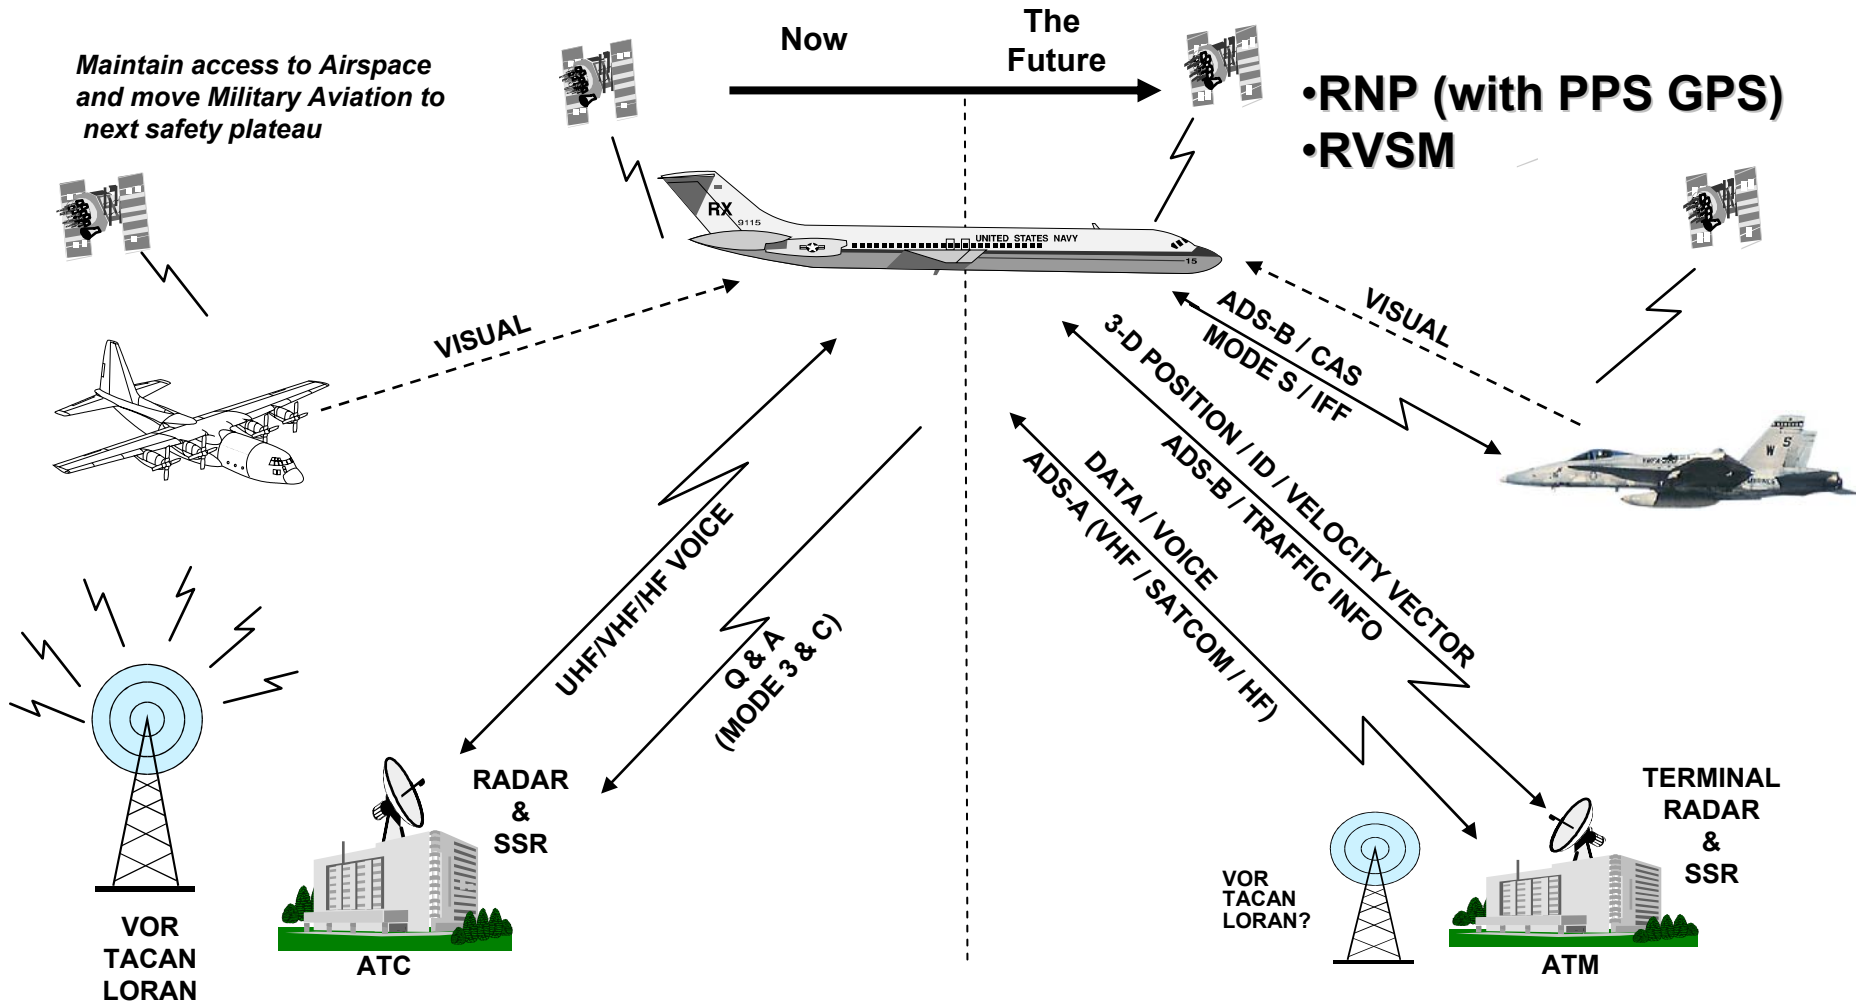 Maintain access to Airspace
and move Military Aviation to
next safety plateau
Now
The
Future
•RNP (with PPS GPS)
•RVSM
RX
9115
UNITED STATES NAVY
15
VISUAL
UHF/VHF/HF VOICE
Q & A
(MODE 3 & C)
VOR
TACAN
LORAN
RADAR
&
SSR
ATC
VISUAL
ADS-B / CAS
MODE S / IFF
3-D POSITION / ID / VELOCITY VECTOR
ADS-B / TRAFFIC INFO
DATA / VOICE
ADS-A (VHF / SATCOM / HF)
W
S
VOR
TACAN
LORAN?
TERMINAL
RADAR
&
SSR
ATM